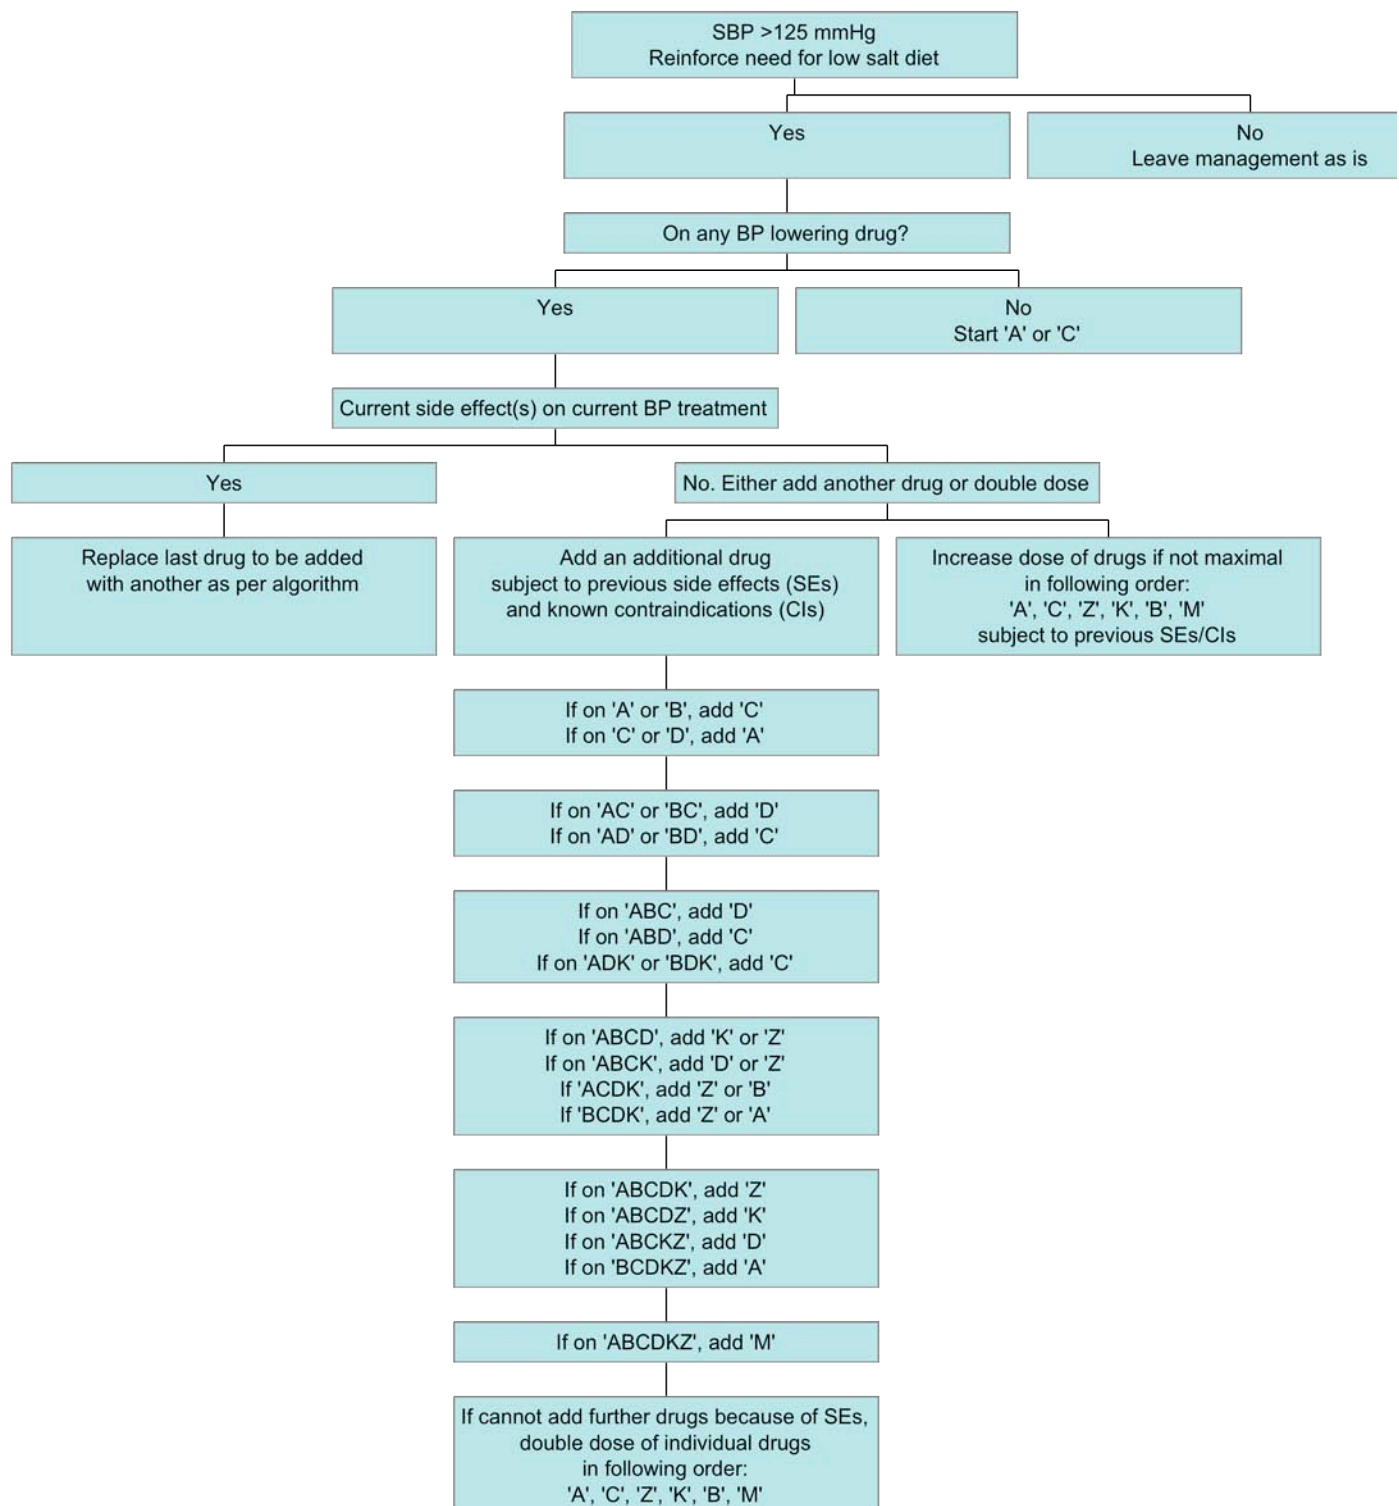 SBP >125 mmHg
Reinforce need for low salt diet
Yes
No
Leave management as is
On any BP lowering drug?
Yes
No
Start 'A' or 'C'
Current side effect(s) on current BP treatment
Yes
No. Either add another drug or double dose
Replace last drug to be added
with another as per algorithm
Add an additional drug
subject to previous side effects (SEs)
and known contraindications (CIs)
Increase dose of drugs if not maximal
in following order:
'A', 'C', 'Z', 'K', 'B', 'M'
subject to previous SEs/CIs
If on 'A' or 'B', add 'C'
If on 'C' or 'D', add 'A'
If on 'AC' or 'BC', add 'D'
If on 'AD' or 'BD', add 'C'
If on 'ABC', add 'D'
If on 'ABD', add 'C'
If on 'ADK' or 'BDK', add 'C'
If on 'ABCD', add 'K' or 'Z'
If on 'ABCK', add 'D' or 'Z'
If 'ACDK', add 'Z' or 'B'
If 'BCDK', add 'Z' or 'A'
If on 'ABCDK', add 'Z'
If on 'ABCDZ', add 'K'
If on 'ABCKZ', add 'D'
If on 'BCDKZ', add 'A'
If on 'ABCDKZ', add 'M'
If cannot add further drugs because of SEs,
double dose of individual drugs
in following order:
'A', 'C', 'Z', 'K', 'B', 'M'